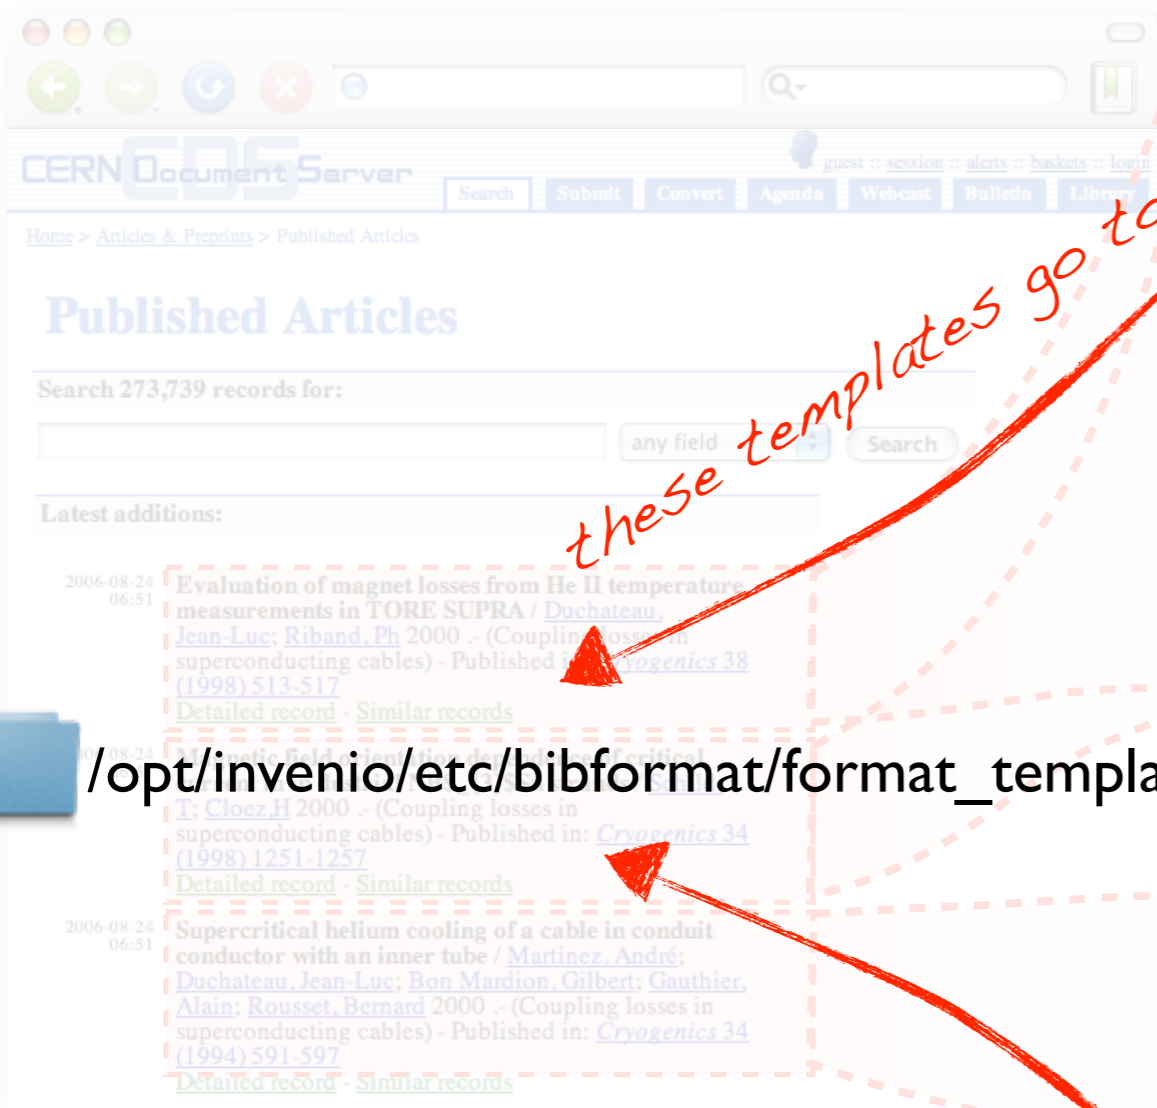 CERN Document Server
CDS
guest :: session :: alerts :: baskets :: login
Search Submit Convert Agenda Webcast Bulletin Library
Home > Articles & Preprints > Published Articles
these templates go to
Published Articles
Search 273,739 records for:
any field Search
Latest additions:
2006-08-24
06:51
Evaluation of magnet losses from He II temperature
measurements in TORE SUPRA / Duchateau,
Jean-Luc; Riband, Ph 2000 .- (Coupling losses in
superconducting cables) - Published in: Cryogenics 38
(1998) 513-517
Detailed record - Similar records
/opt/invenio/etc/bibformat/format_templa
Magnetic field orientation dependence of critical
T; Cloez,H 2000 .- (Coupling losses in
superconducting cables) - Published in: Cryogenics 34
(1998) 1251-1257
Detailed record - Similar records
2006-08-24
06:51
Supercritical helium cooling of a cable in conduit
conductor with an inner tube / Martinez, André;
Duchateau, Jean-Luc; Bon Mardion, Gilbert; Gauthier,
Alain; Rousset, Bernard 2000 .- (Coupling losses in
superconducting cables) - Published in: Cryogenics 34
(1994) 591-597
Detailed record - Similar records